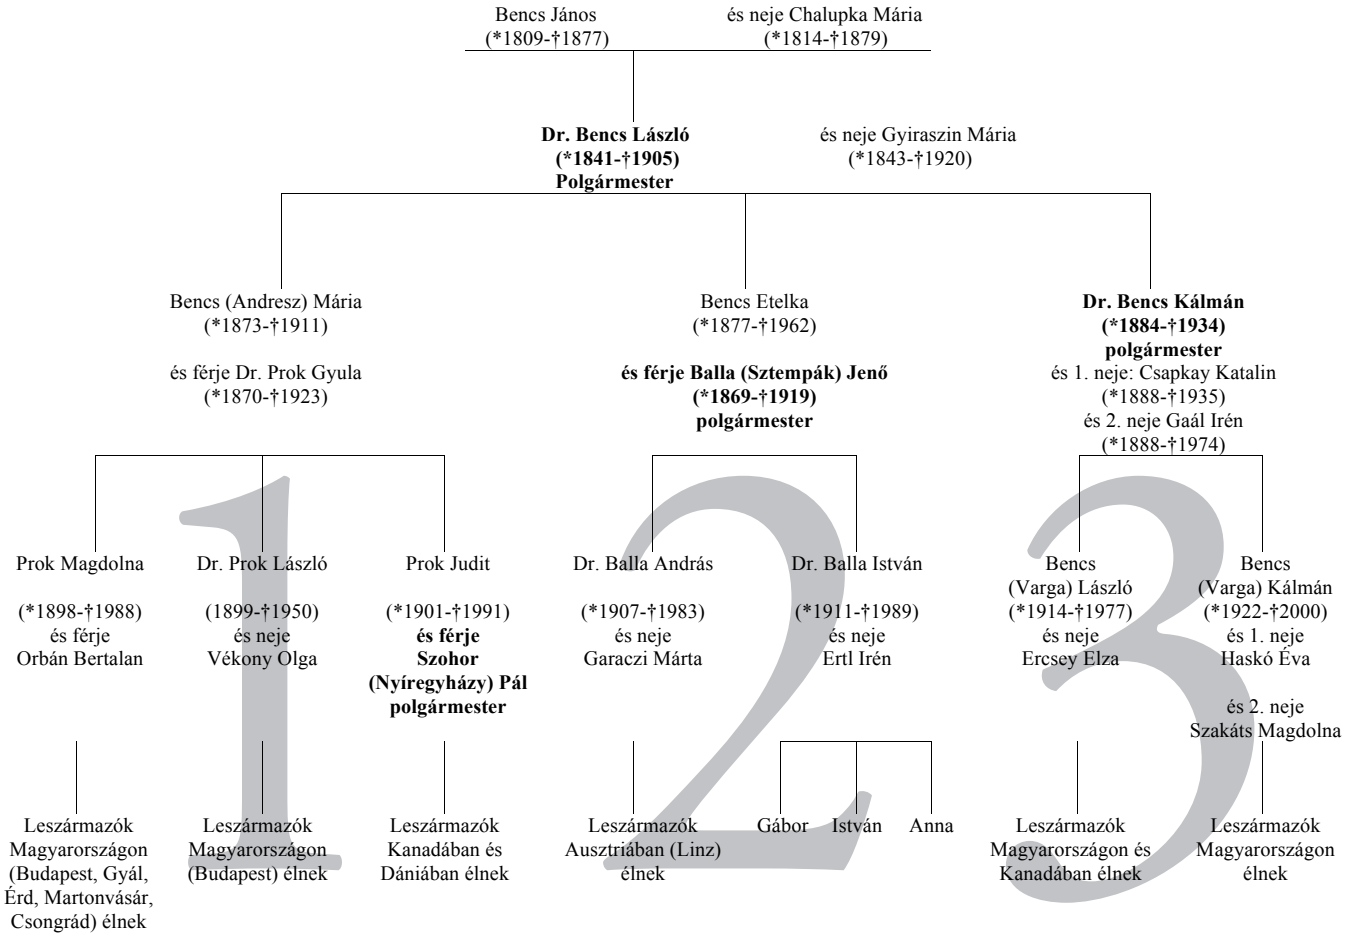 Bencs János
(*1809-†1877)
és neje Chalupka Mária
(*1814-†1879)
Dr. Bencs László
(*1841-†1905)
Polgármester
és neje Gyiraszin Mária
(*1843-†1920)
Bencs (Andresz) Mária
(*1873-†1911)
és férje Dr. Prok Gyula
(*1870-†1923)
Bencs Etelka
(*1877-†1962)
és férje Balla (Sztempák) Jenő
(*1869-†1919)
polgármester
Dr. Bencs Kálmán
(*1884-†1934)
polgármester
és 1. neje: Csapkay Katalin
(*1888-†1935)
és 2. neje Gaál Irén
(*1888-†1974)
1
2
3
Prok Magdolna
(*1898-†1988)
és férje
Orbán Bertalan
Dr. Prok László
(1899-†1950)
és neje
Vékony Olga
Prok Judit
(*1901-†1991)
és férje
Szohor
(Nyíregyházy) Pál
polgármester
Dr. Balla András
(*1907-†1983)
és neje
Garaczi Márta
Dr. Balla István
(*1911-†1989)
és neje
Ertl Irén
Bencs
(Varga) László
(*1914-†1977)
és neje
Ercsey Elza
Bencs
(Varga) Kálmán
(*1922-†2000)
és 1. neje
Haskó Éva
és 2. neje
Szakáts Magdolna
Leszármazók
Magyarországon
(Budapest, Gyál,
Érd, Martonvásár,
Csongrád) élnek
Leszármazók
Magyarországon
(Budapest) élnek
Leszármazók
Kanadában és
Dániában élnek
Leszármazók
Ausztriában (Linz)
élnek
Gábor
István
Anna
Leszármazók
Magyarországon és
Kanadában élnek
Leszármazók
Magyarországon
élnek